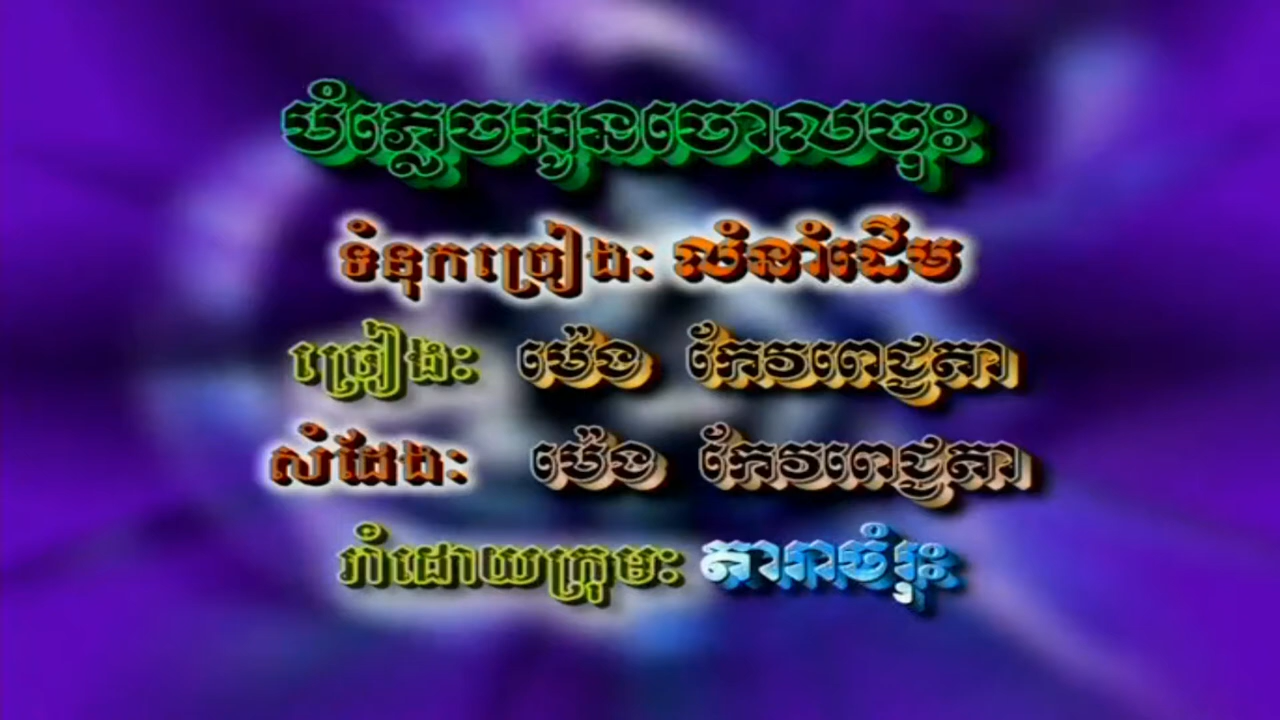 បំភ្លេចអូនចោលចុះ
ទំនុកច្រៀងៈ លំនាំដើម
ច្រៀងៈ ម៉េង កែវពេជ្ជតា
សំដែងៈ ម៉េង កែវពេជ្ជតា
រាំដោយក្រុមៈ តារាចំរុះ